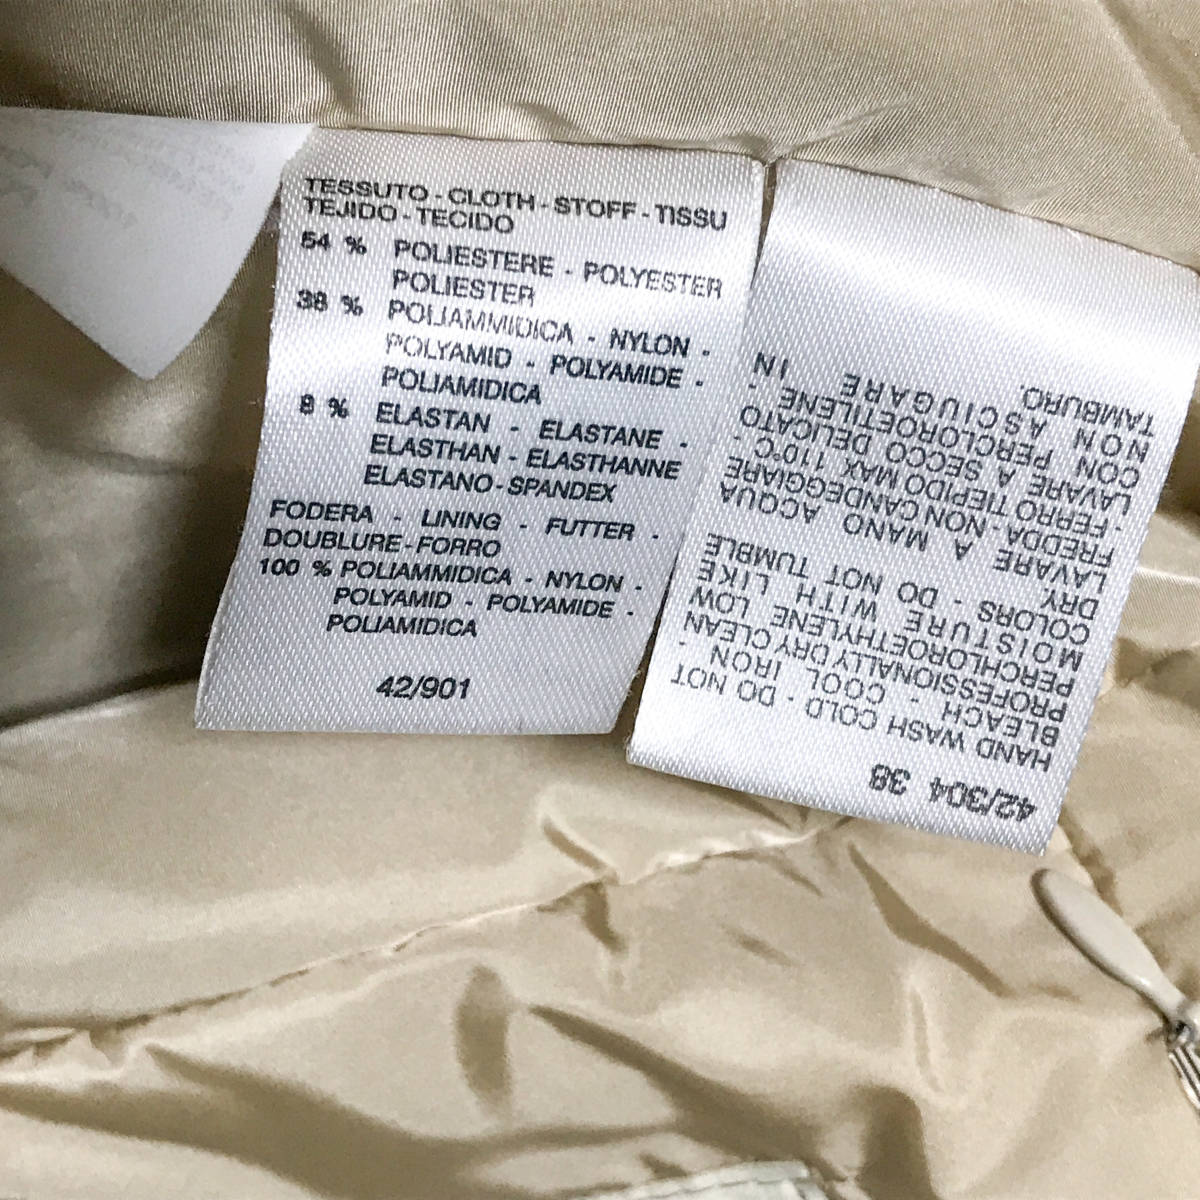 TESSUTO - CLOTH - STOFF - TISSU
TEJIDO - TECIDO
54 % POLIESTERE - POLYESTER
POLIESTER
38 % POLIAMMIDICA - NYLON -
POLYAMID - POLYAMIDE -
POLIAMIDICA
8 % ELASTAN - ELASTANE -
ELASTHAN - ELASTHANNE
ELASTANO - SPANDEX
FODERA - LINING - FUTTER -
DOUBLURE - FORRO
100 % POLIAMMIDICA - NYLON -
POLYAMID - POLYAMIDE -
POLIAMIDICA
42/901
42/304 38
HAND WASH COLD - DO NOT
BLEACH - COOL IRON -
PROFESSIONALLY DRY CLEAN
PERCHLOROETHYLENE LOW
MOISTURE WITH LIKE
COLORS - DO NOT TUMBLE
DRY.
LAVARE A MANO ACQUA
FREDDA - NON CANDEGGIARE
- FERRO TIEPIDO MAX 110°C -
LAVARE A SECCO DELICATO
CON PERCLOROETILENE -
NON ASCIUGARE IN
TAMBURO.